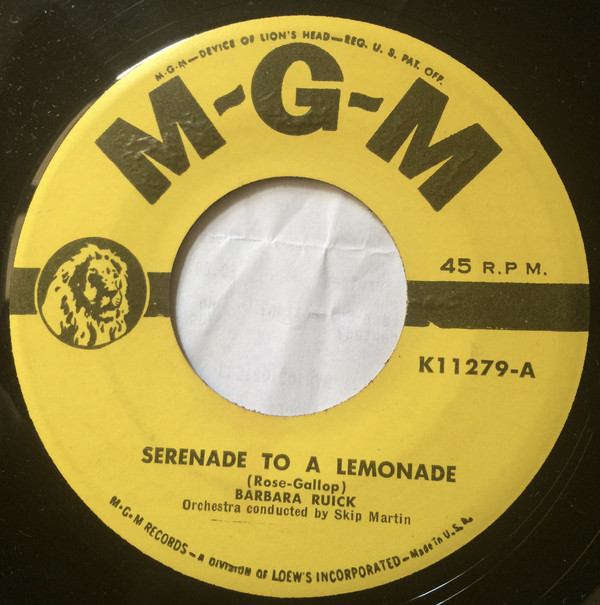 M-G-M—DEVICE OF LION'S HEAD—REG. U. S. PAT. OFF.
M-G-M
45 R.P.M.
K11279-A
SERENADE TO A LEMONADE
(Rose-Gallop)
BARBARA RUICK
Orchestra conducted by Skip Martin
M-G-M RECORDS—A DIVISION OF LOEW'S INCORPORATED—Made In U.S.A.